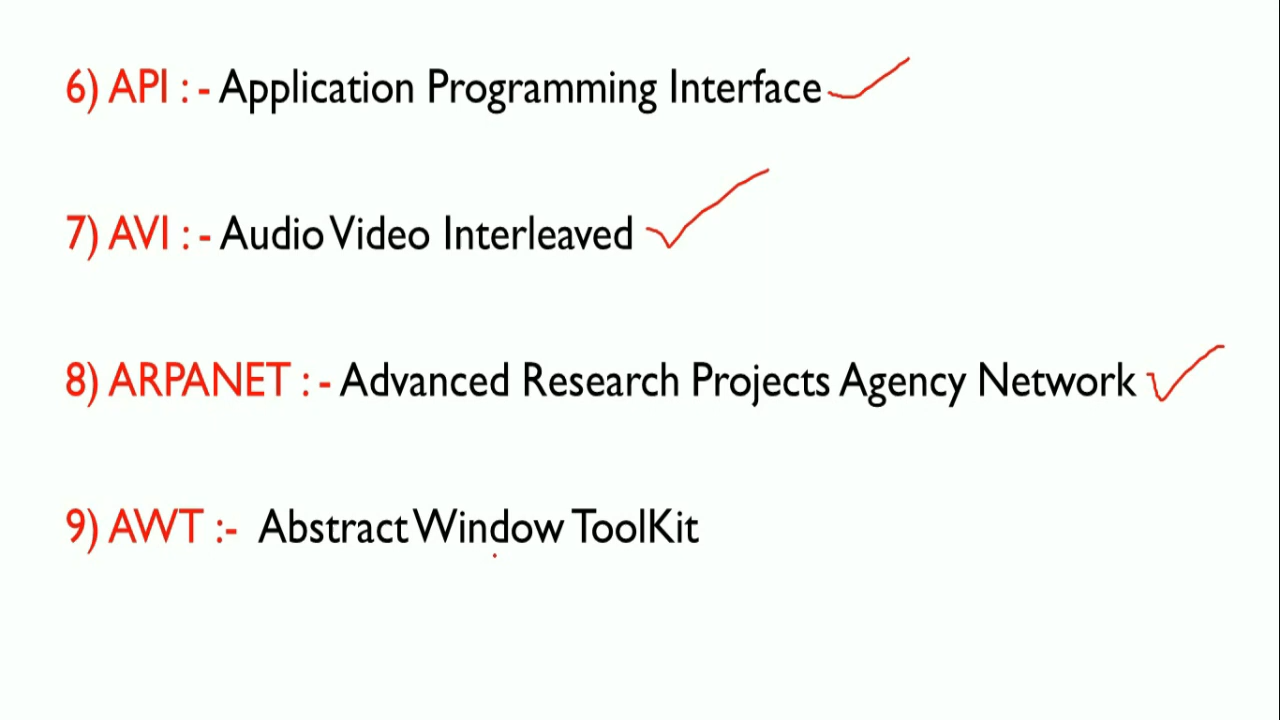 6) API : - Application Programming Interface
7) AVI : - Audio Video Interleaved
8) ARPANET : - Advanced Research Projects Agency Network
9) AWT :- Abstract Window ToolKit